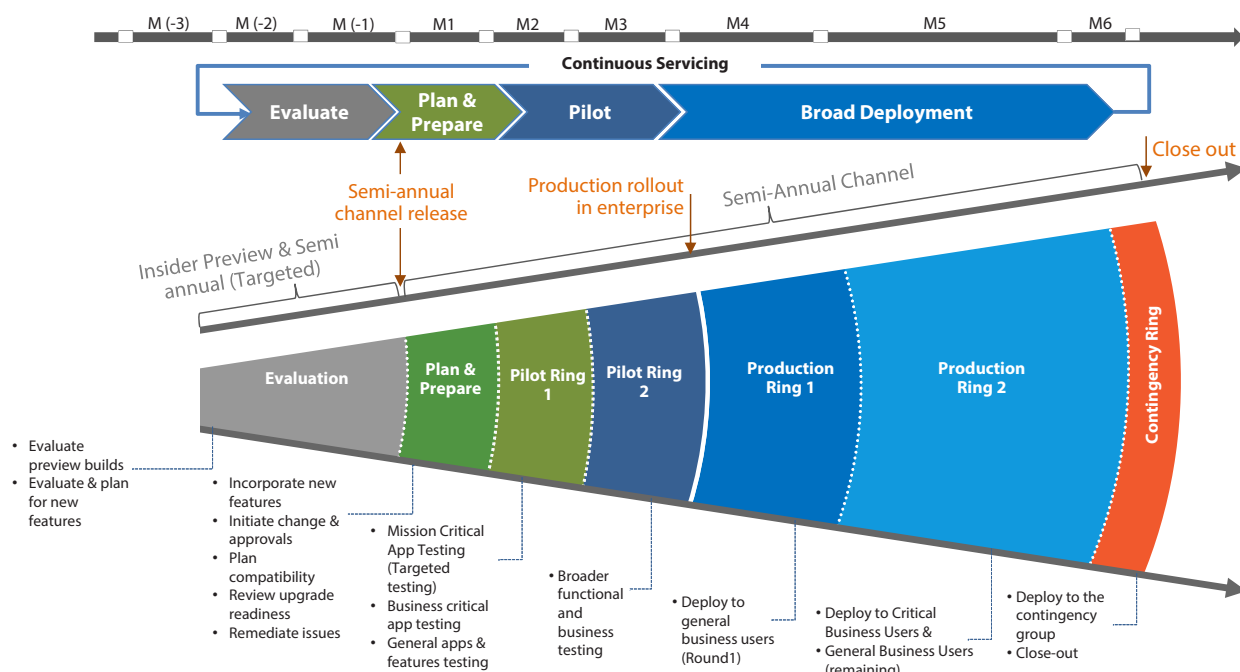 M (-3) M (-2) M (-1) M1 M2 M3 M4 M5 M6
Continuous Servicing
Evaluate
Plan &
Prepare
Pilot
Broad Deployment
Close out
Semi-annual
channel release
Production rollout
in enterprise
Semi-Annual Channel
Insider Preview & Semi
annual (Targeted)
Evaluation
Plan &
Prepare
Pilot Ring
1
Pilot Ring
2
Production
Ring 1
Production
Ring 2
Contingency Ring
• Evaluate
preview builds
• Evaluate & plan
for new
features
• Incorporate new
features
• Initiate change &
approvals
• Plan
compatibility
• Review upgrade
readiness
• Remediate issues
• Mission Critical
App Testing
(Targeted
testing)
• Business critical
app testing
• General apps &
features testing
• Broader
functional
and
business
testing
• Deploy to
general
business users
(Round1)
• Deploy to Critical
Business Users &
• General Business Users
(remaining)
• Deploy to the
contingency
group
• Close-out